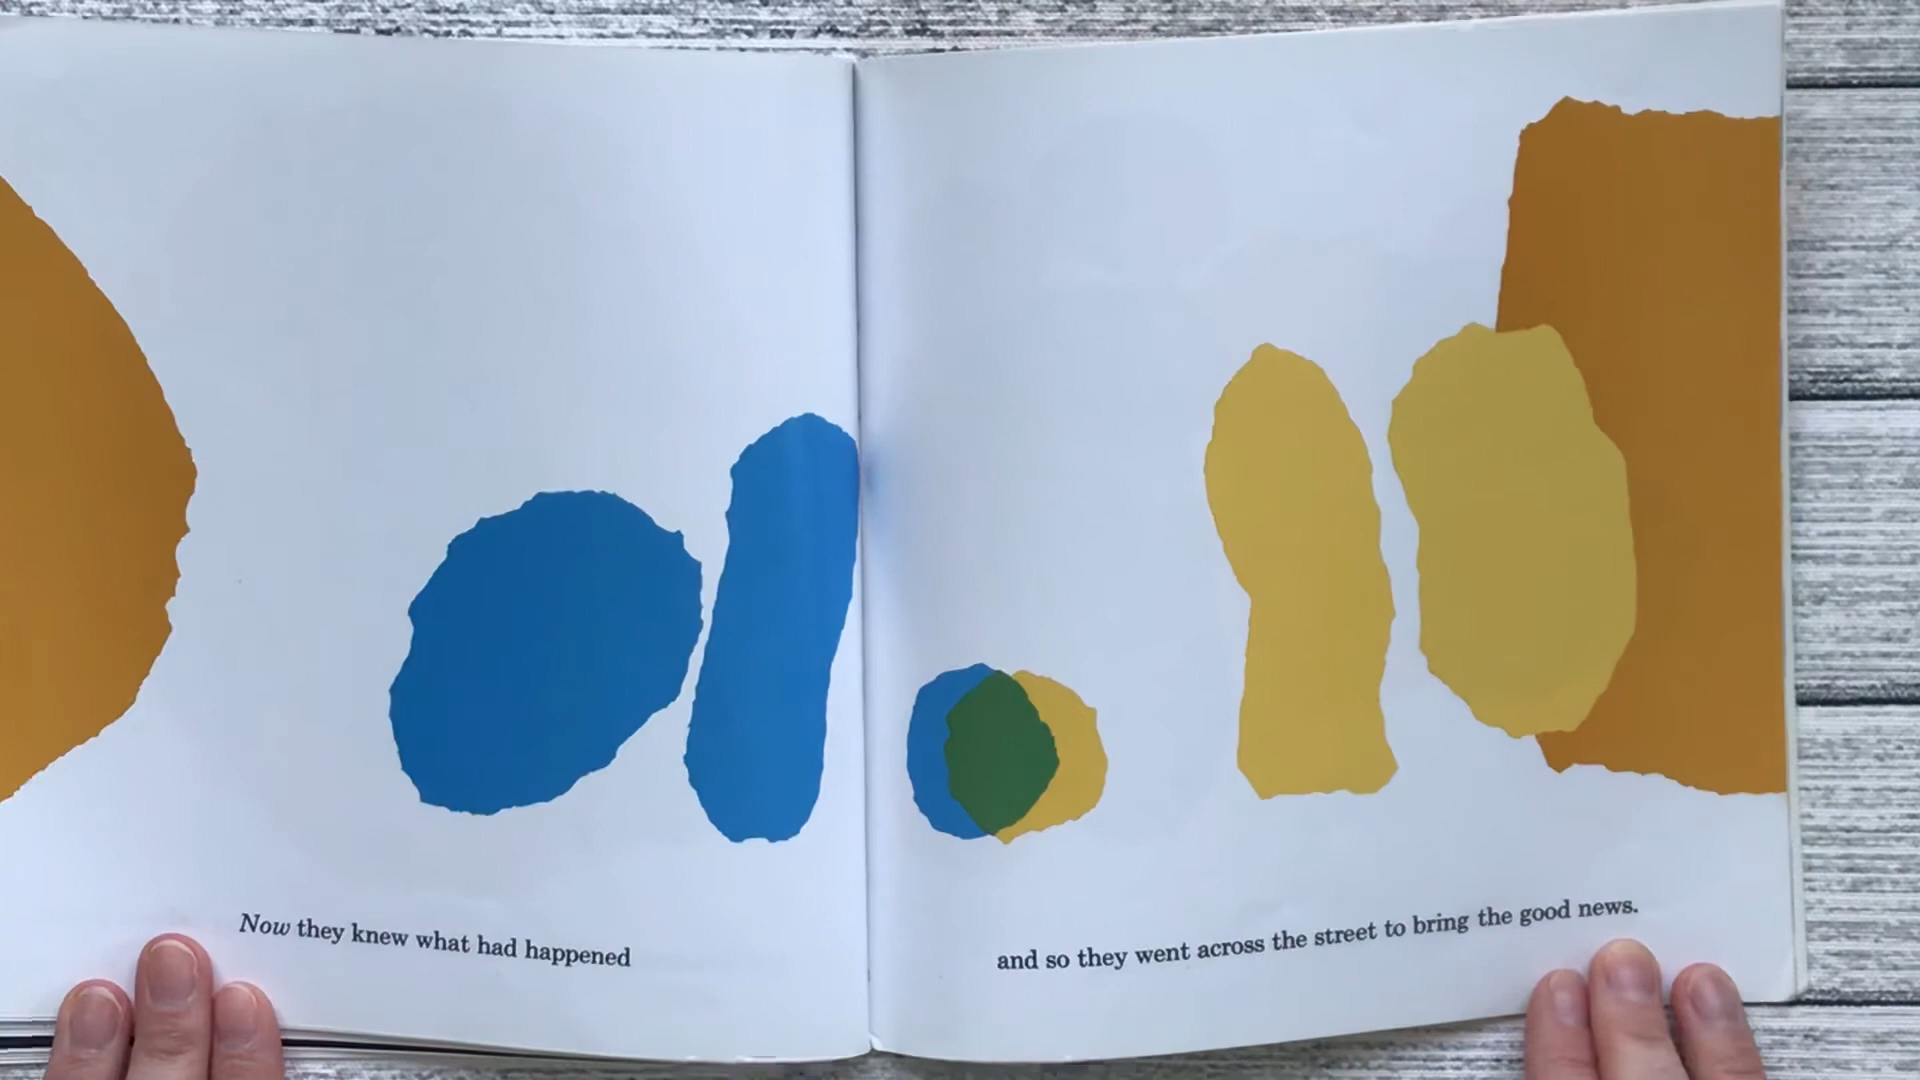 Now they knew what had happened
and so they went across the street to bring the good news.